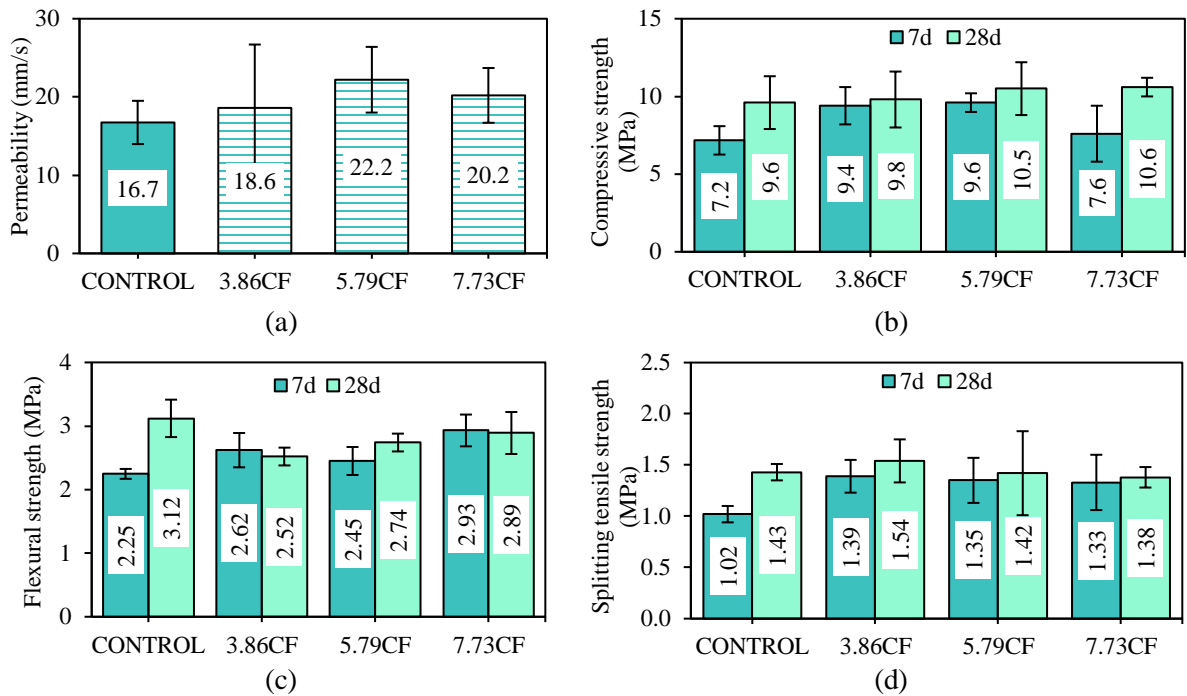 30
20
10
0
Permeability (mm/s)
16.7
18.6
22.2
20.2
CONTROL 3.86CF 5.79CF 7.73CF
(a)
15
10
5
0
Compressive strength
(MPa)
7d 28d
7.2 9.6 9.4 9.8 9.6 10.5 7.6 10.6
CONTROL 3.86CF 5.79CF 7.73CF
(b)
4
3
2
1
0
Flexural strength (MPa)
7d 28d
2.25 3.12 2.62 2.52 2.45 2.74 2.93 2.89
CONTROL 3.86CF 5.79CF 7.73CF
(c)
2.5
2.0
1.5
1.0
0.5
0.0
Splitting tensile strength
(MPa)
7d 28d
1.02 1.43 1.39 1.54 1.35 1.42 1.33 1.38
CONTROL 3.86CF 5.79CF 7.73CF
(d)